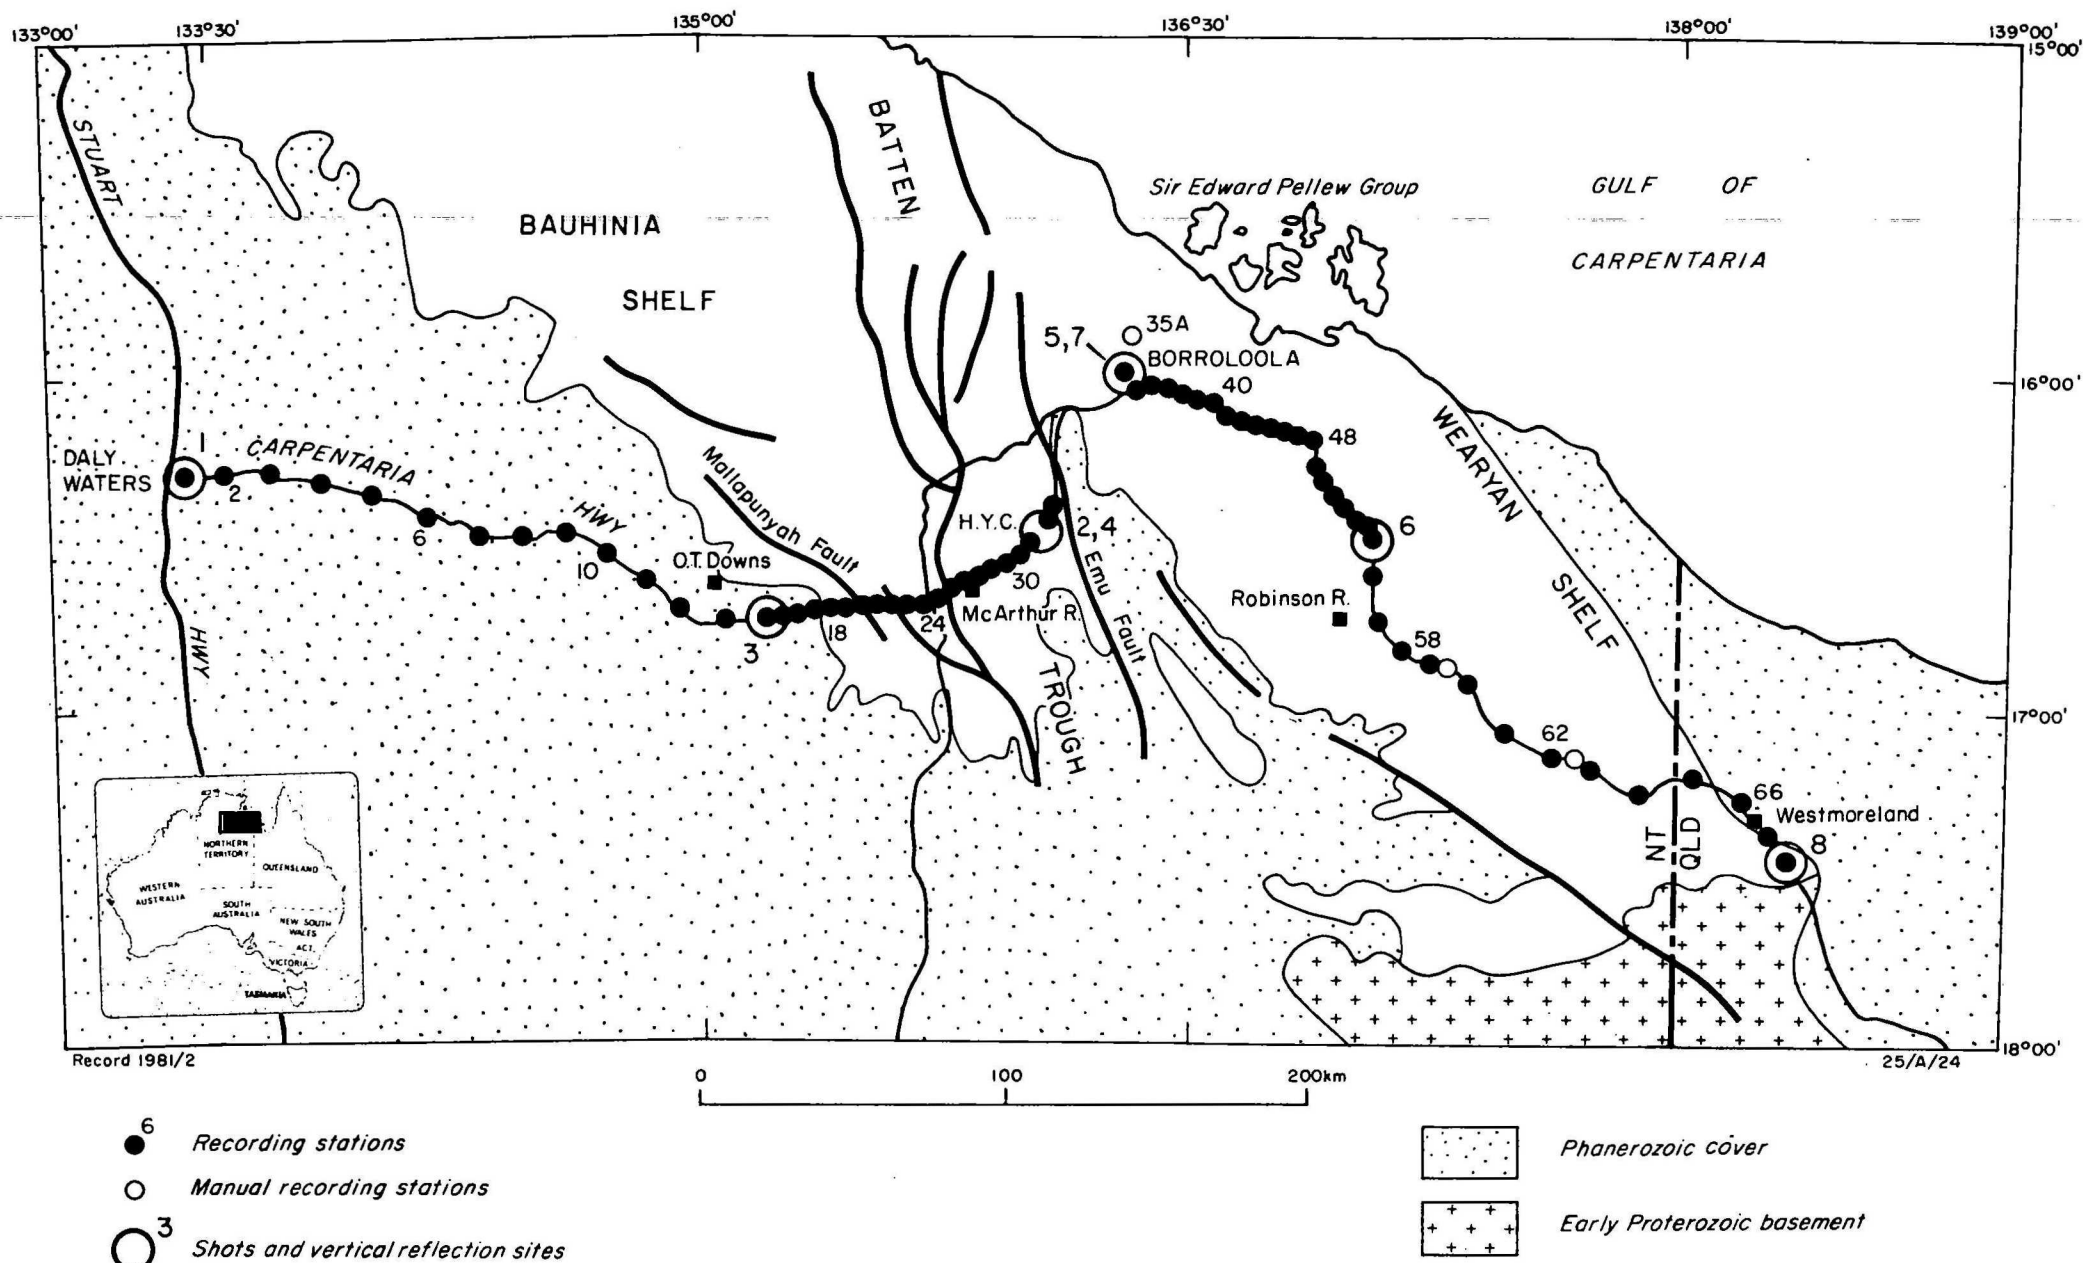 133°00'
133°30'
135°00'
136°30'
138°00'
139°00'
15°00'
STUART
BATTEN
Sir Edward Pellew Group
GULF OF
CARPENTARIA
BAUHINIA
SHELF
35A
5,7
BORROLOOLA
40
16°00'
WEARYAN
SHELF
48
1
CARPENTARIA
DALY
WATERS
2
6
HWY
10
O.T. Downs
Mallapunyah Fault
H.Y.C.
2,4
6
30
Emu Fault
McArthur R.
Robinson R.
18
24
3
58
HWY
TROUGH
62
17°00'
66
Westmoreland
NT
QLD
8
NORTHERN
TERRITORY
QUEENSLAND
WESTERN
AUSTRALIA
SOUTH
AUSTRALIA
NEW SOUTH
WALES
ACT.
VICTORIA
TASMANIA
Record 1981/2
25/A/24
18°00'
0 100 200km
6
Recording stations
Manual recording stations
3
Shots and vertical reflection sites
Phanerozoic cover
Early Proterozoic basement